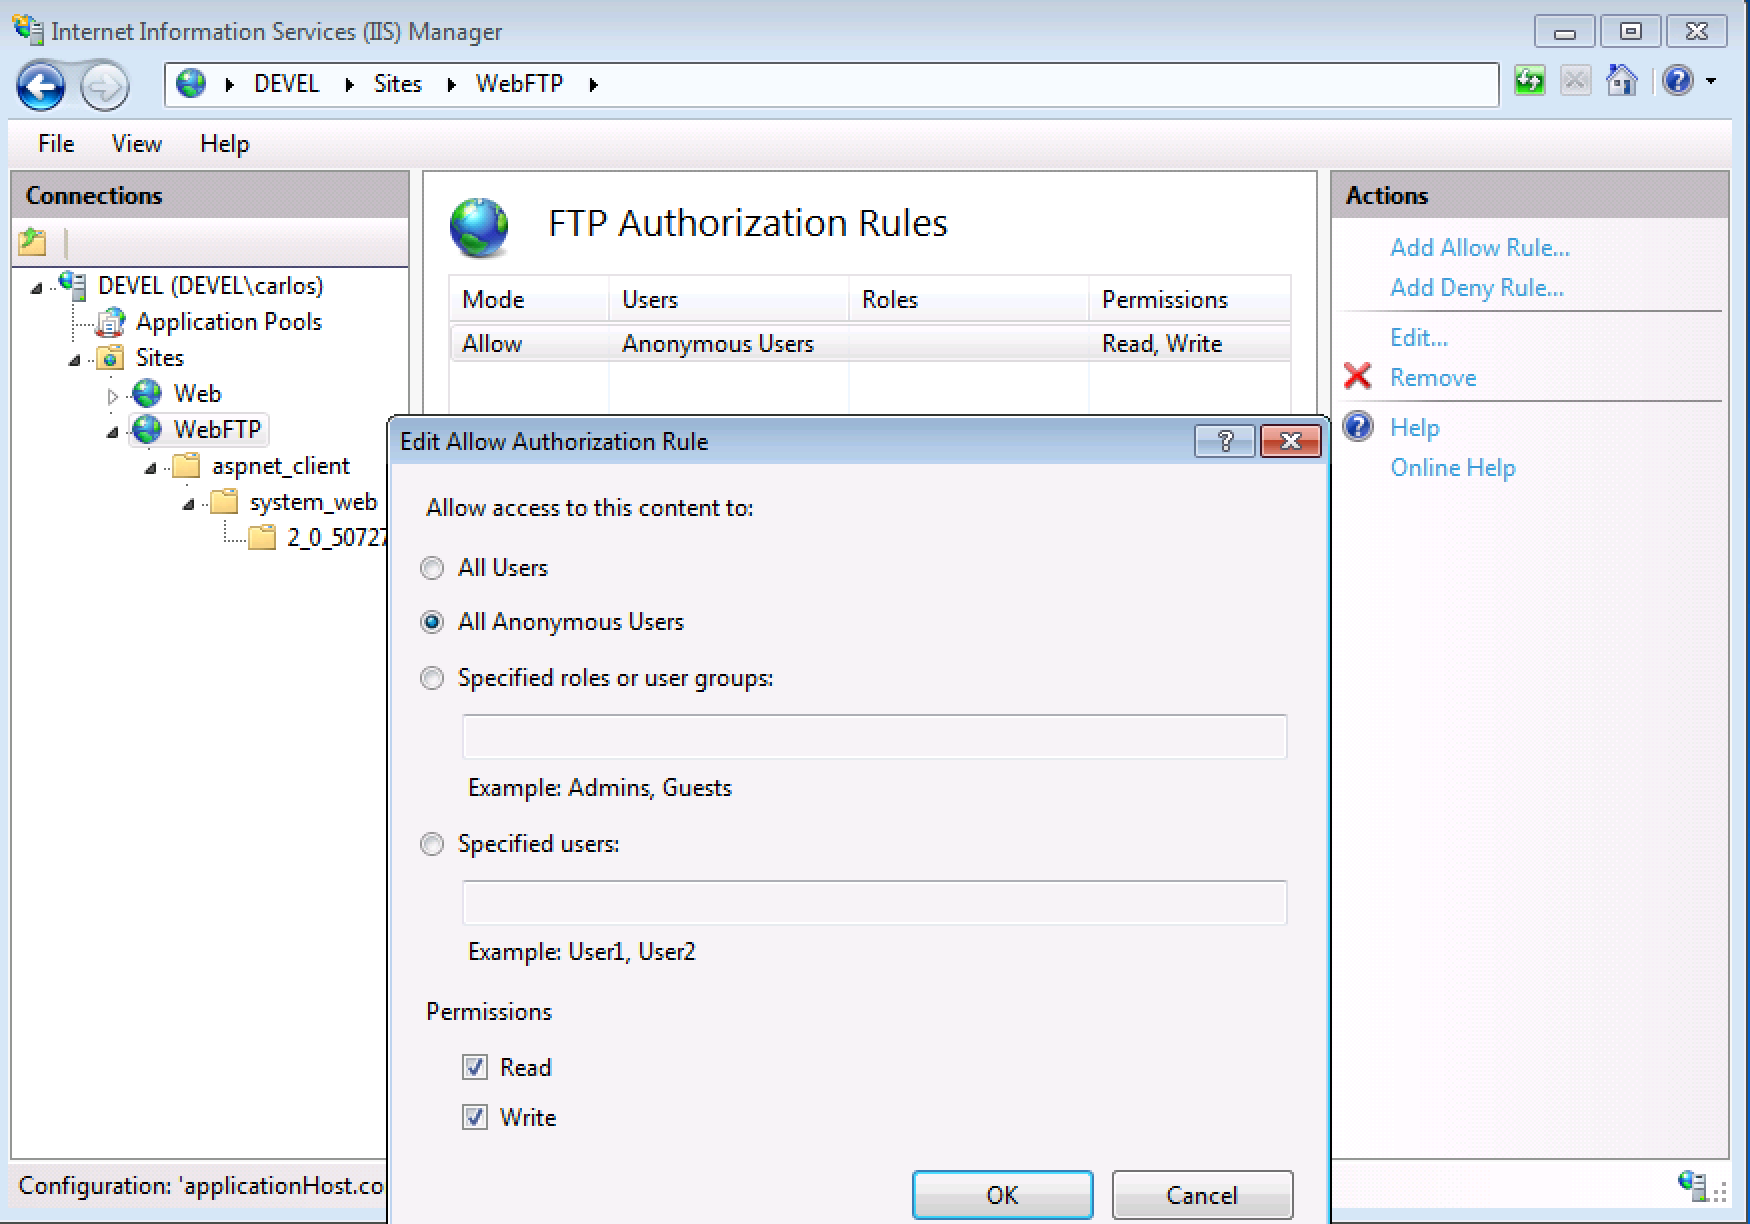 Internet Information Services (IIS) Manager
DEVEL Sites WebFTP
File View Help
Connections
DEVEL (DEVEL\carlos)
Application Pools
Sites
Web
WebFTP
aspnet_client
system_web
2_0_50727
FTP Authorization Rules
Mode Users Roles Permissions
Allow Anonymous Users Read, Write
Edit Allow Authorization Rule
Allow access to this content to:
All Users
All Anonymous Users
Specified roles or user groups:
Example: Admins, Guests
Specified users:
Example: User1, User2
Permissions
Read
Write
OK Cancel
Actions
Add Allow Rule...
Add Deny Rule...
Edit...
Remove
Help
Online Help
Configuration: 'applicationHost.co